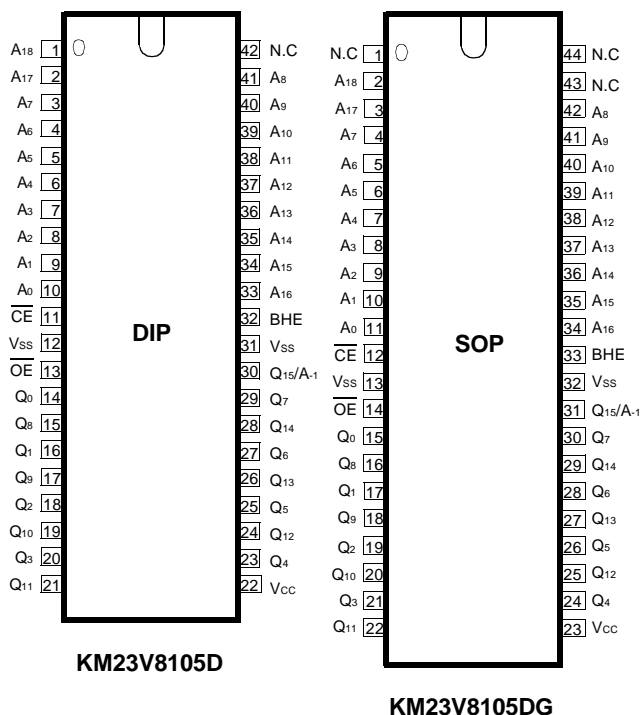 A18 1 42 N.C
A17 2 41 A8
A7 3 40 A9
A6 4 39 A10
A5 5 38 A11
A4 6 37 A12
A3 7 36 A13
A2 8 35 A14
A1 9 34 A15
A0 10 33 A16
CE 11 32 BHE
VSS 12 31 VSS
OE 13 30 Q15/A-1
Q0 14 29 Q7
Q8 15 28 Q14
Q1 16 27 Q6
Q9 17 26 Q13
Q2 18 25 Q5
Q10 19 24 Q12
Q3 20 23 Q4
Q11 21 22 VCC
DIP
KM23V8105D
N.C 1 44 N.C
A18 2 43 N.C
A17 3 42 A8
A7 4 41 A9
A6 5 40 A10
A5 6 39 A11
A4 7 38 A12
A3 8 37 A13
A2 9 36 A14
A1 10 35 A15
A0 11 34 A16
CE 12 33 BHE
VSS 13 32 VSS
OE 14 31 Q15/A-1
Q0 15 30 Q7
Q8 16 29 Q14
Q1 17 28 Q6
Q9 18 27 Q13
Q2 19 26 Q5
Q10 20 25 Q12
Q3 21 24 Q4
Q11 22 23 VCC
SOP
KM23V8105DG